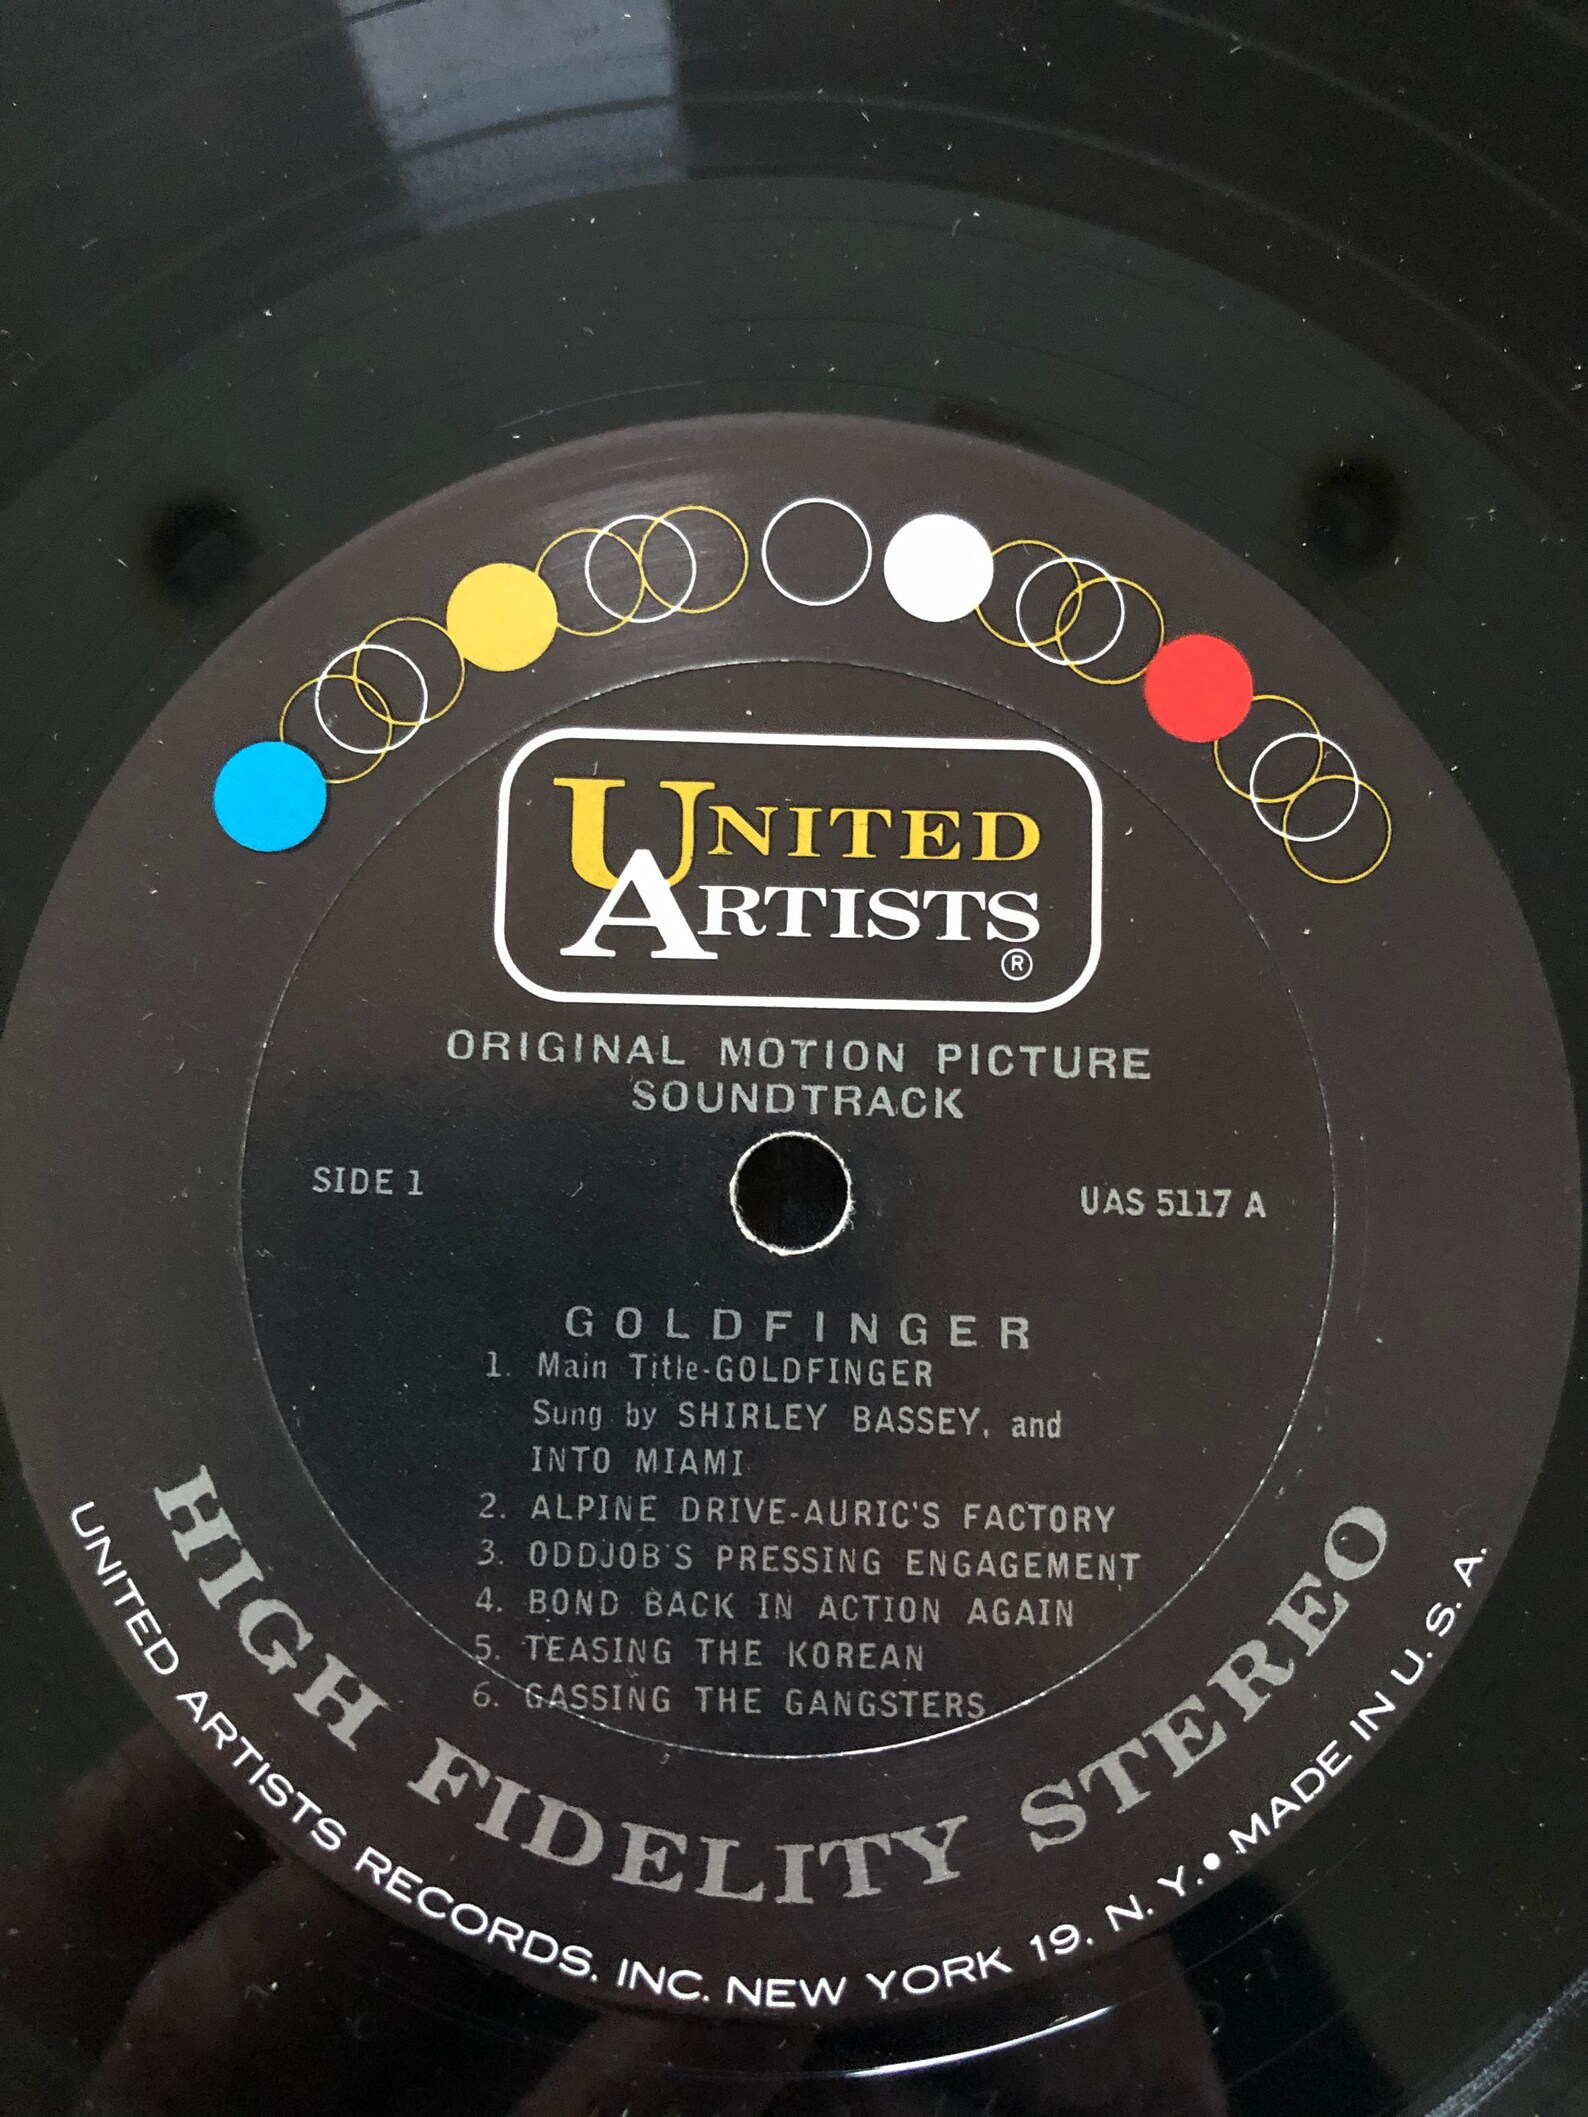 UNITED
ARTISTS
®
ORIGINAL MOTION PICTURE
SOUNDTRACK
SIDE 1
UAS 5117 A
GOLDFINGER
1. Main Title-GOLDFINGER
Sung by SHIRLEY BASSEY, and
INTO MIAMI
2. ALPINE DRIVE-AURIC'S FACTORY
3. ODDJOB'S PRESSING ENGAGEMENT
4. BOND BACK IN ACTION AGAIN
5. TEASING THE KOREAN
6. GASSING THE GANGSTERS
HIGH FIDELITY STEREO
UNITED ARTISTS RECORDS, INC. NEW YORK 19, N. Y. • MADE IN U. S. A.